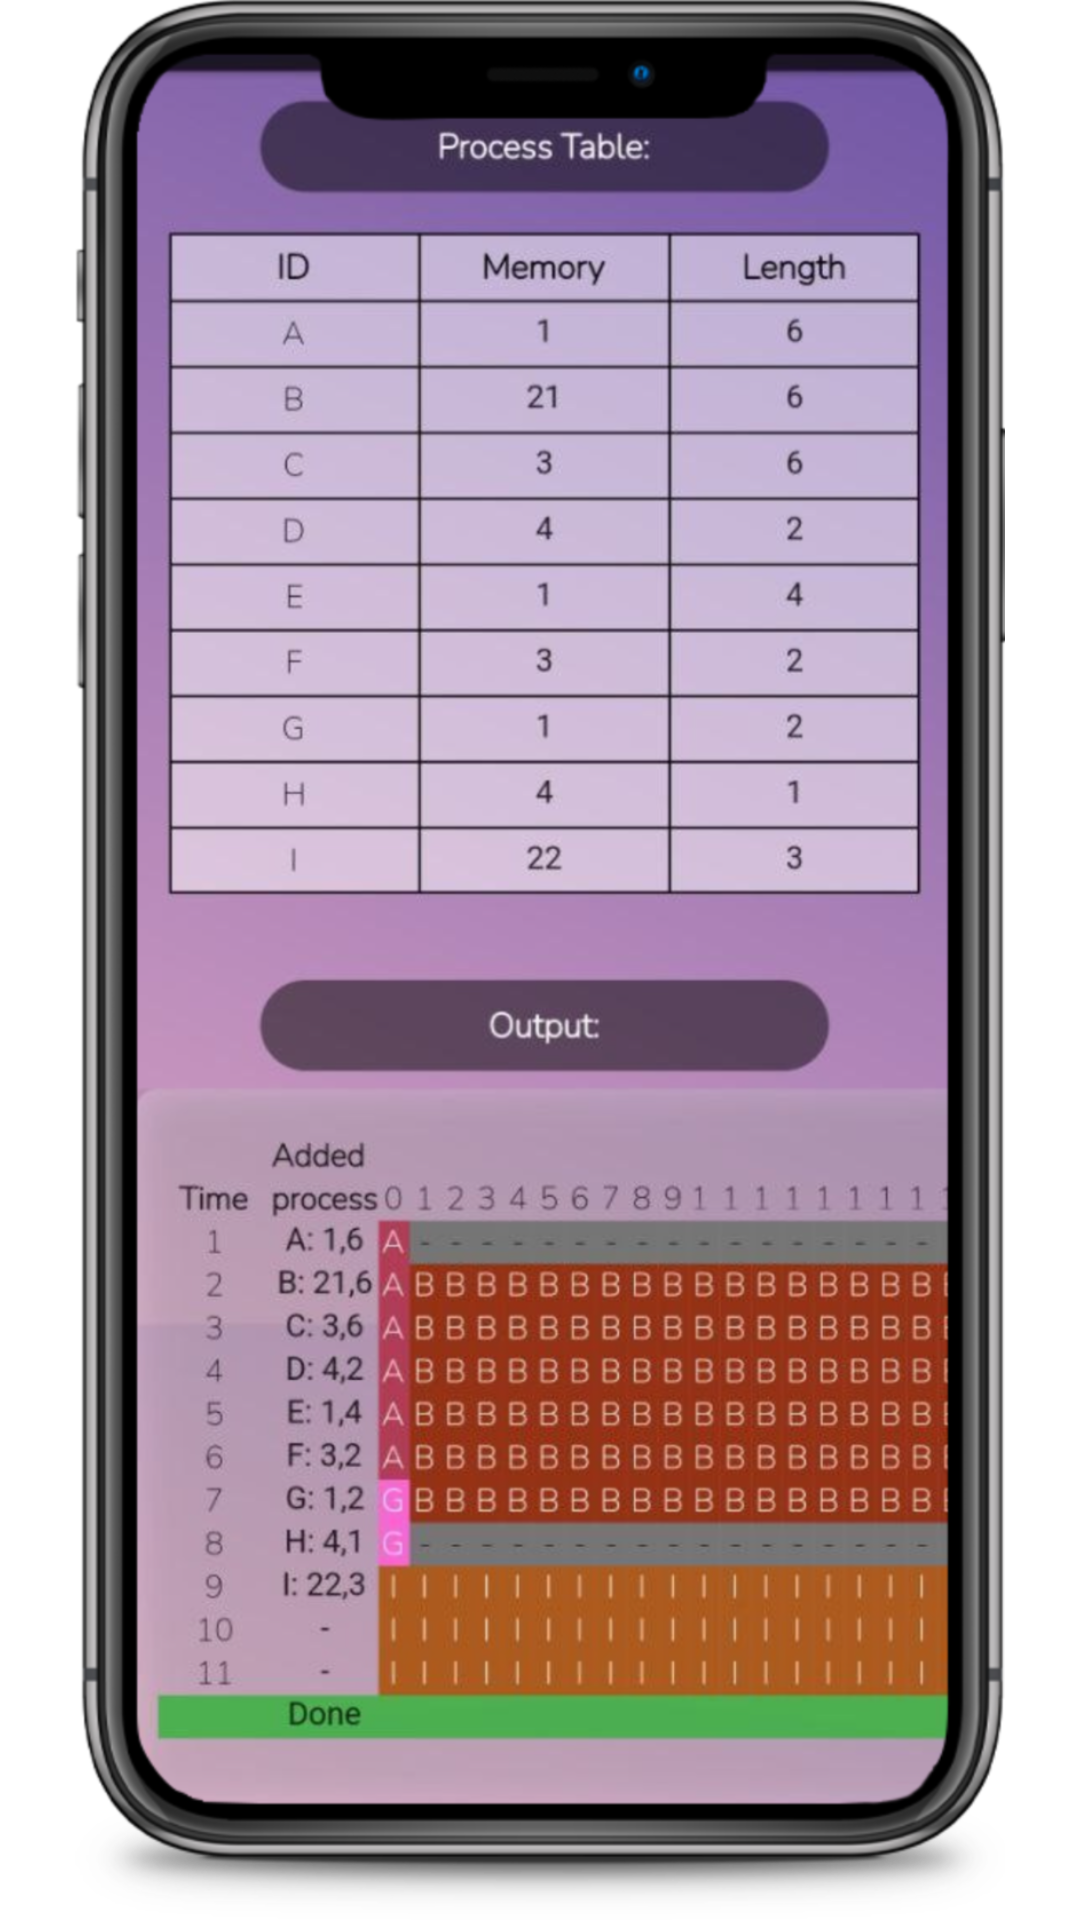 Process Table:
ID Memory Length
A 1 6
B 21 6
C 3 6
D 4 2
E 1 4
F 3 2
G 1 2
H 4 1
I 22 3
Output:
Added
Time process 0 1 2 3 4 5 6 7 8 9 1 1 1 1 1 1 1 1
1 A: 1,6 A - - - - - - - - - - - - - - - - -
2 B: 21,6 A B B B B B B B B B B B B B B B B B
3 C: 3,6 A B B B B B B B B B B B B B B B B B
4 D: 4,2 A B B B B B B B B B B B B B B B B B
5 E: 1,4 A B B B B B B B B B B B B B B B B B
6 F: 3,2 A B B B B B B B B B B B B B B B B B
7 G: 1,2 G B B B B B B B B B B B B B B B B B
8 H: 4,1 G - - - - - - - - - - - - - - - - -
9 I: 22,3 I I I I I I I I I I I I I I I I I I
10 - I I I I I I I I I I I I I I I I I I
11 - I I I I I I I I I I I I I I I I I I
Done